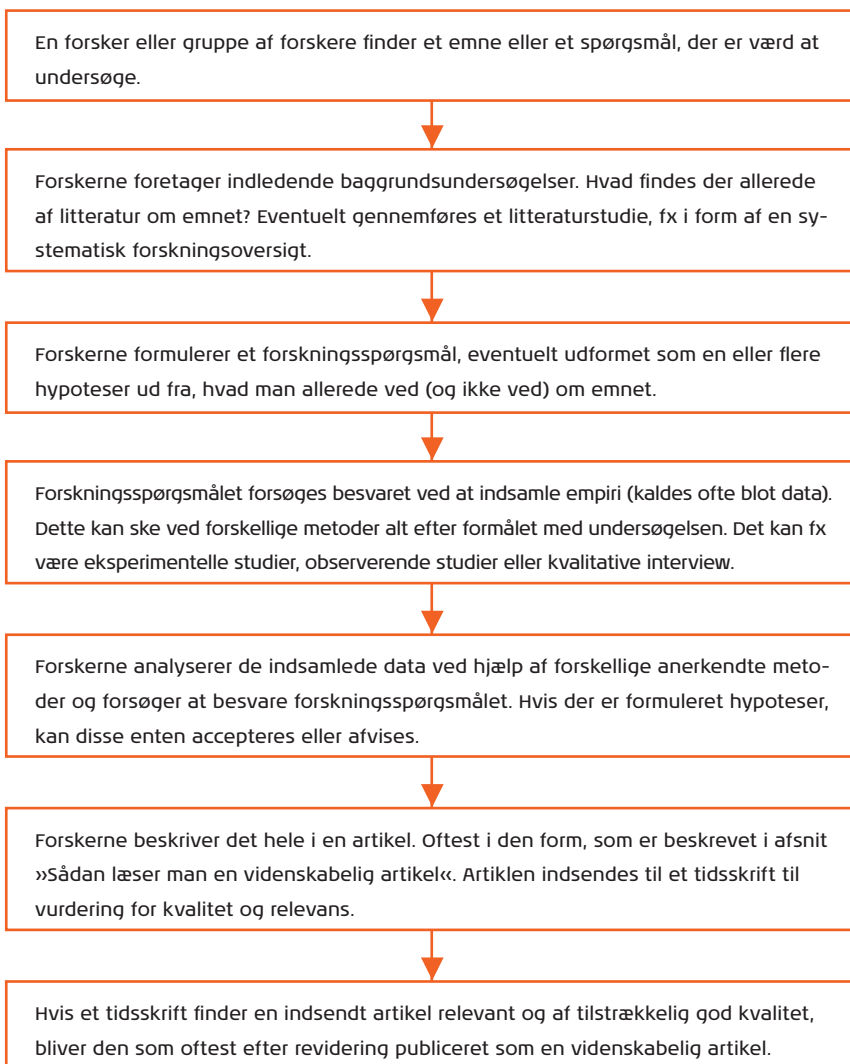 En forsker eller gruppe af forskere finder et emne eller et spørgsmål, der er værd at
undersøge.
Forskerne foretager indledende baggrundsundersøgelser. Hvad findes der allerede
af litteratur om emnet? Eventuelt gennemføres et litteraturstudie, fx i form af en sy-
stematisk forskningsoversigt.
Forskerne formulerer et forskningsspørgsmål, eventuelt udformet som en eller flere
hypoteser ud fra, hvad man allerede ved (og ikke ved) om emnet.
Forskningsspørgsmålet forsøges besvaret ved at indsamle empiri (kaldes ofte blot data).
Dette kan ske ved forskellige metoder alt efter formålet med undersøgelsen. Det kan fx
være eksperimentelle studier, observerende studier eller kvalitative interview.
Forskerne analyserer de indsamlede data ved hjælp af forskellige anerkendte meto-
der og forsøger at besvare forskningsspørgsmålet. Hvis der er formuleret hypoteser,
kan disse enten accepteres eller afvises.
Forskerne beskriver det hele i en artikel. Oftest i den form, som er beskrevet i afsnit
»Sådan læser man en videnskabelig artikel«. Artiklen indsendes til et tidsskrift til
vurdering for kvalitet og relevans.
Hvis et tidsskrift finder en indsendt artikel relevant og af tilstrækkelig god kvalitet,
bliver den som oftest efter revidering publiceret som en videnskabelig artikel.